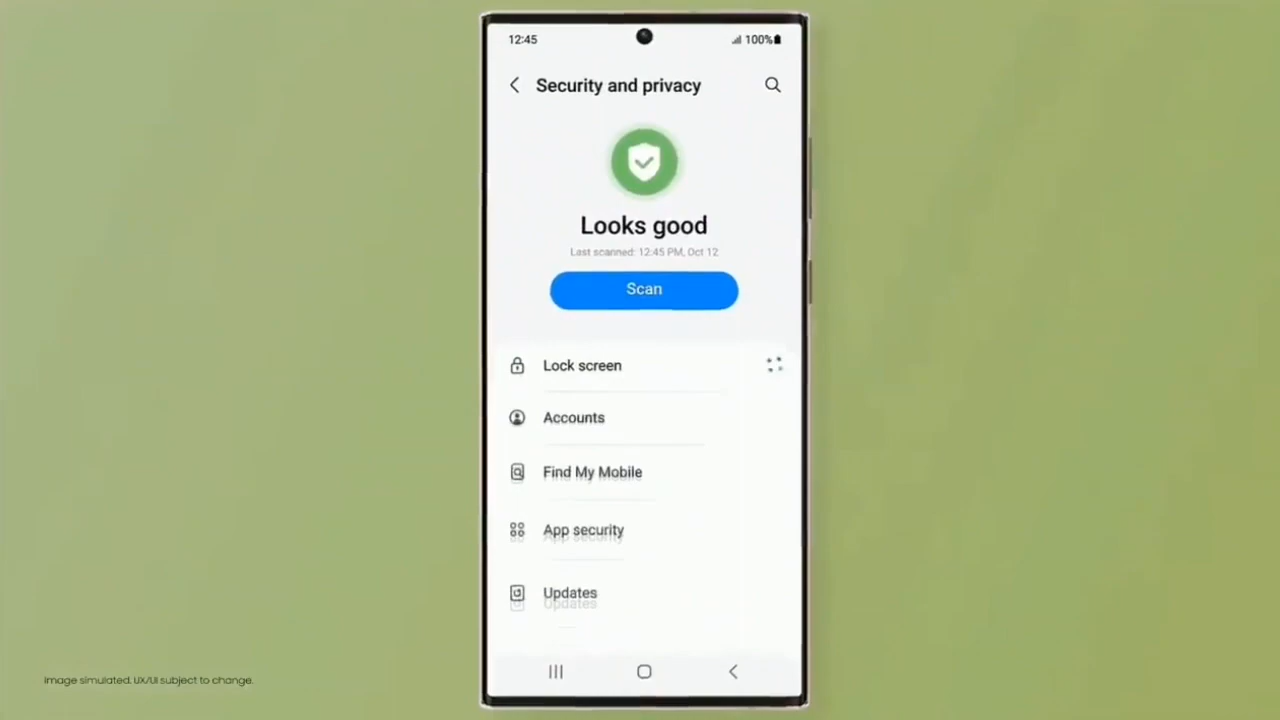 12:45
100%
Security and privacy
Looks good
Last scanned: 12:45 PM, Oct 12
Scan
Lock screen
Accounts
Find My Mobile
App security
Updates
Image simulated. UX/UI subject to change.